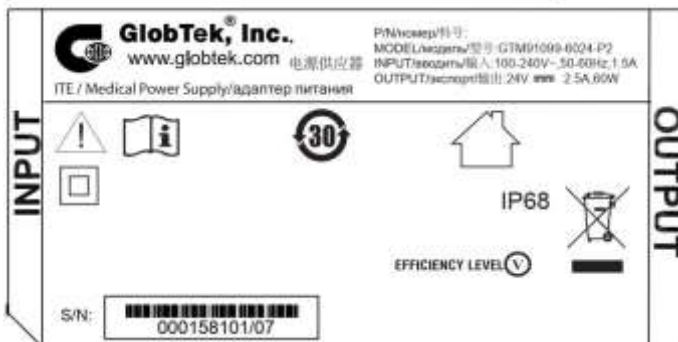 GlobTek, Inc.
www.globtek.com 电源供应器
ITE / Medical Power Supply/адаптер питания
P/N/номер/料号:
MODEL/модель/型号:GTM91099-6024-P2
INPUT/вводить/输入:100-240V~,50-60Hz,1.5A
OUTPUT/экспорт/输出:24V 2.5A,60W
INPUT
OUTPUT
!
i
30
IP68
EFFICIENCY LEVEL V
S/N:
000158101/07